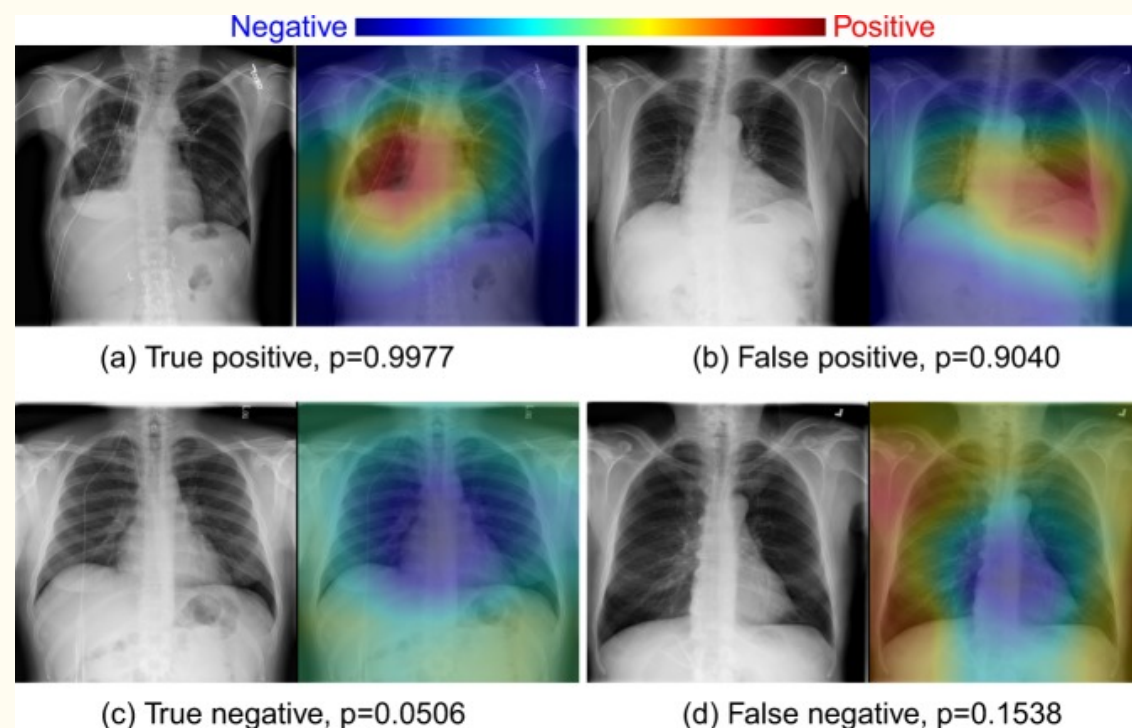 Negative Positive
(a) True positive, p=0.9977
(b) False positive, p=0.9040
(c) True negative, p=0.0506
(d) False negative, p=0.1538